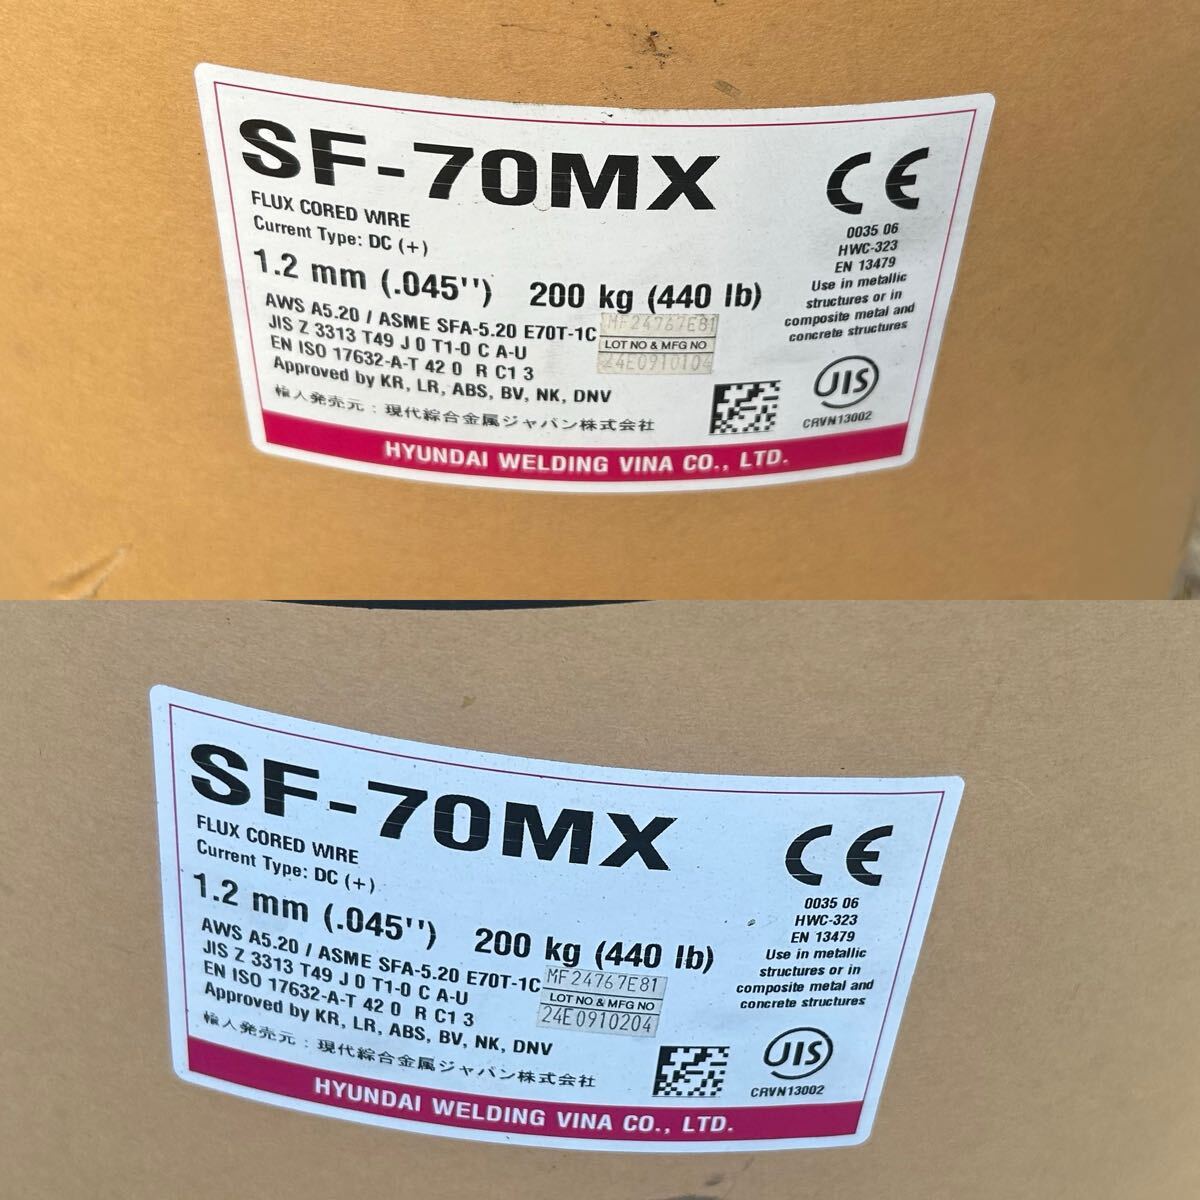 SF-70MX
FLUX CORED WIRE
Current Type: DC (+)
1.2 mm (.045'') 200 kg (440 lb)
AWS A5.20 / ASME SFA-5.20 E70T-1C
JIS Z 3313 T49 J 0 T1-0 C A-U
EN ISO 17632-A-T 42 0 R C1 3
Approved by KR, LR, ABS, BV, NK, DNV
輸入発売元 : 現代綜合金属ジャパン株式会社
MF24767E81
LOT NO & MFG NO
24E0910104
CE
0035 06
HWC-323
EN 13479
Use in metallic
structures or in
composite metal and
concrete structures
JIS
CRVN13002
HYUNDAI WELDING VINA CO., LTD.
SF-70MX
FLUX CORED WIRE
Current Type: DC (+)
1.2 mm (.045'') 200 kg (440 lb)
AWS A5.20 / ASME SFA-5.20 E70T-1C
JIS Z 3313 T49 J 0 T1-0 C A-U
EN ISO 17632-A-T 42 0 R C1 3
Approved by KR, LR, ABS, BV, NK, DNV
輸入発売元 : 現代綜合金属ジャパン株式会社
MF24767E81
LOT NO & MFG NO
24E0910204
CE
0035 06
HWC-323
EN 13479
Use in metallic
structures or in
composite metal and
concrete structures
JIS
CRVN13002
HYUNDAI WELDING VINA CO., LTD.